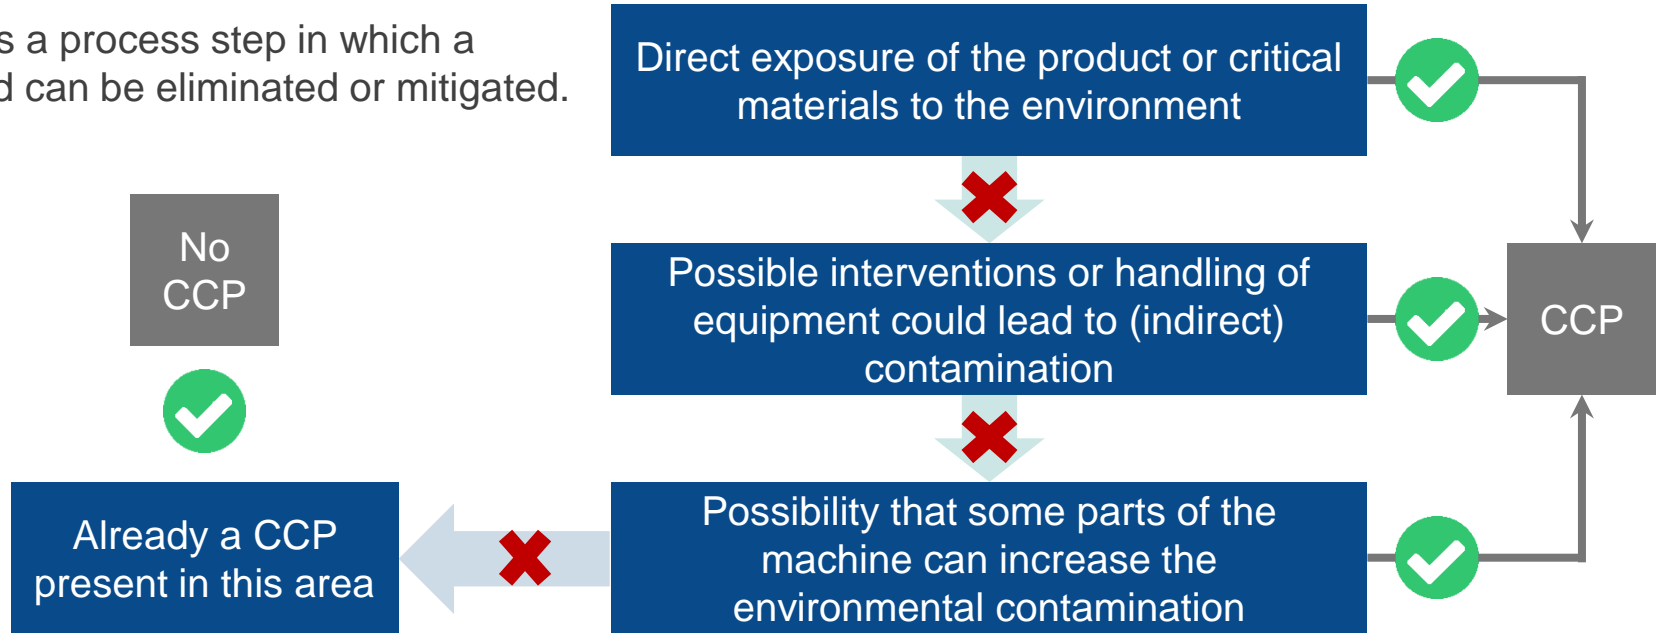 s a process step in which a
d can be eliminated or mitigated.
Direct exposure of the product or critical
materials to the environment
No
CCP
Possible interventions or handling of
equipment could lead to (indirect)
contamination
CCP
Already a CCP
present in this area
Possibility that some parts of the
machine can increase the
environmental contamination